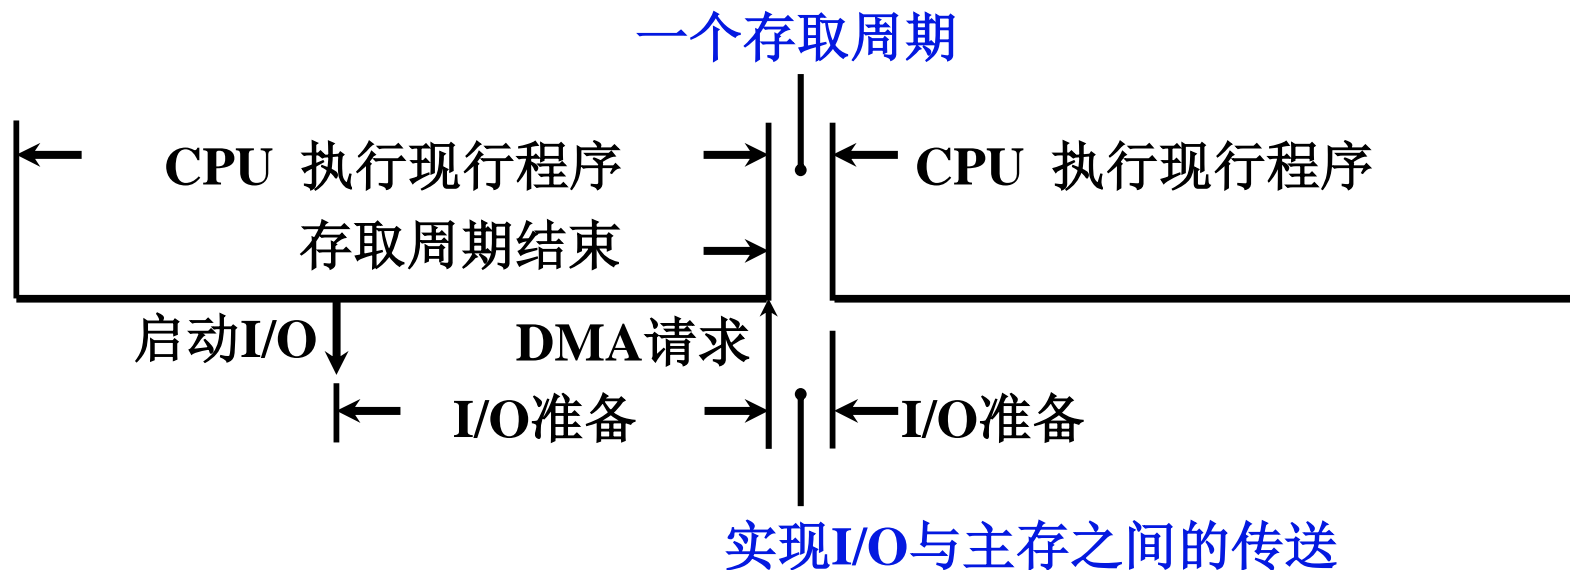 一个存取周期
CPU 执行现行程序
CPU 执行现行程序
存取周期结束
启动I/O
DMA请求
I/O准备
I/O准备
实现I/O与主存之间的传送